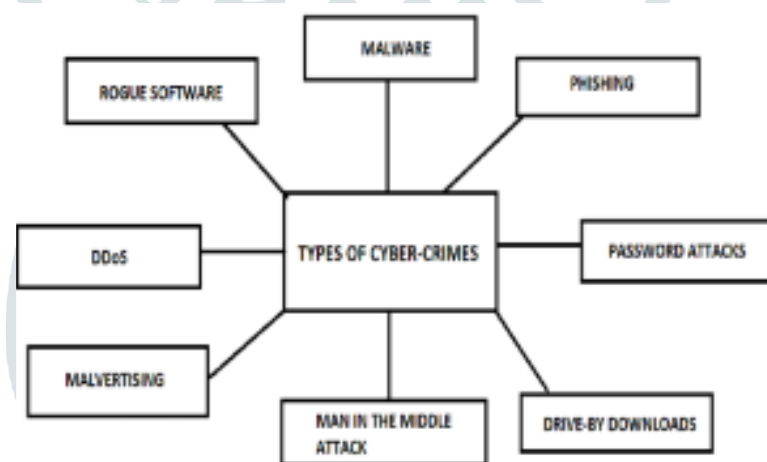 MALWARE
ROGUE SOFTWARE
PHISHING
TYPES OF CYBER-CRIMES
PASSWORD ATTACKS
DDoS
MALVERTISING
MAN IN THE MIDDLE
ATTACK
DRIVE-BY DOWNLOADS